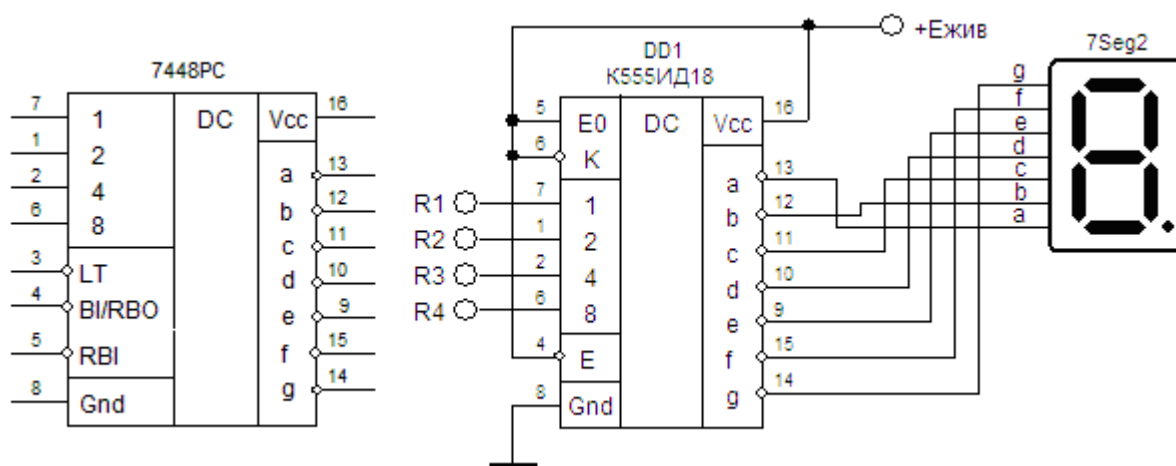 7448PC
7 1 DC Vcc 16
1 2
2 4
6 8
a 13
b 12
c 11
d 10
e 9
f 15
g 14
3 LT
4 BI/RBO
5 RBI
8 Gnd
+Eжив
DD1
К555ИД18
5 E0 DC Vcc 16
6 K
R1 7 1
R2 1 2
R3 2 4
R4 6 8
4 E
8 Gnd
a 13
b 12
c 11
d 10
e 9
f 15
g 14
7Seg2
g
f
e
d
c
b
a